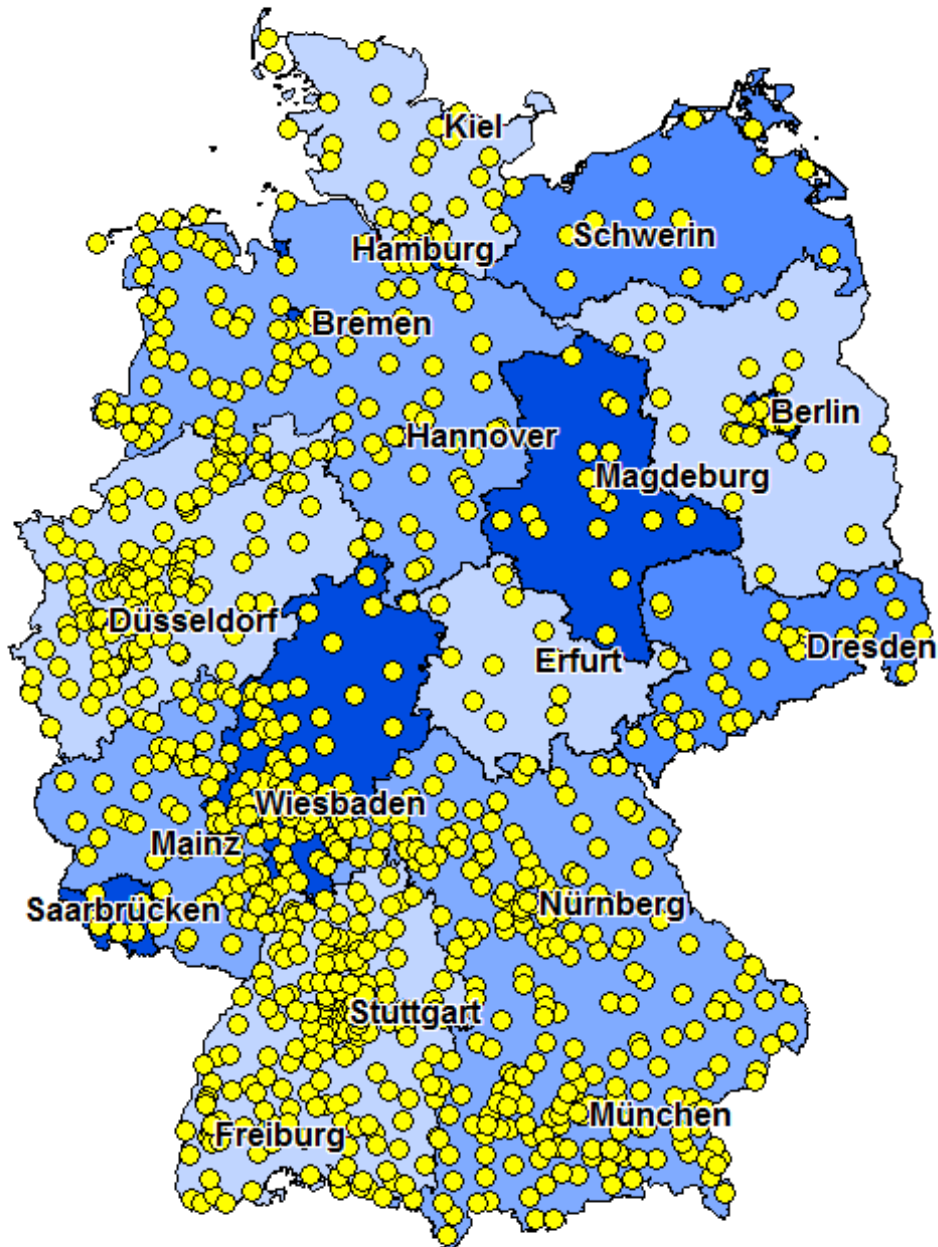 Kiel
Schwerin
Hamburg
Bremen
Berlin
Hannover
Magdeburg
Düsseldorf
Erfurt
Dresden
Wiesbaden
Mainz
Saarbrücken
Nürnberg
Stuttgart
München
Freiburg